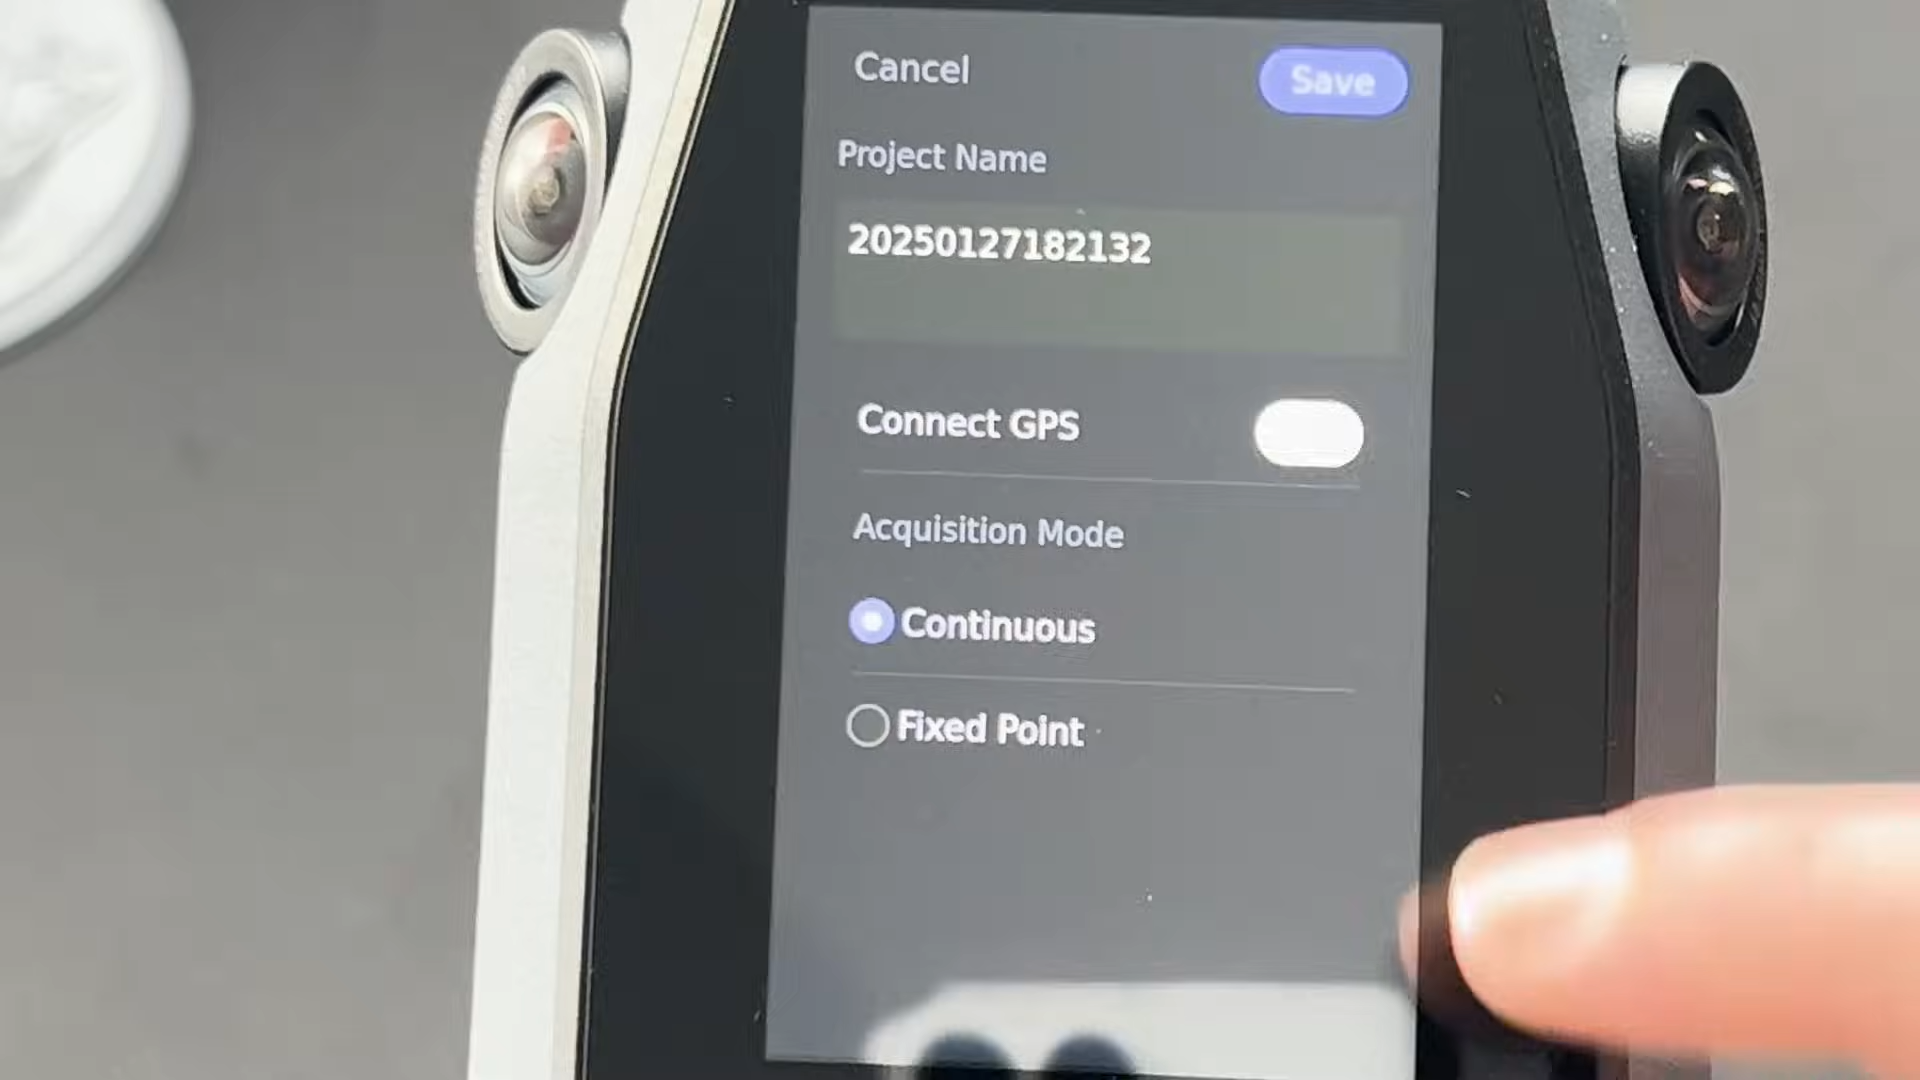 Cancel
Save
Project Name
20250127182132
Connect GPS
Acquisition Mode
Continuous
Fixed Point